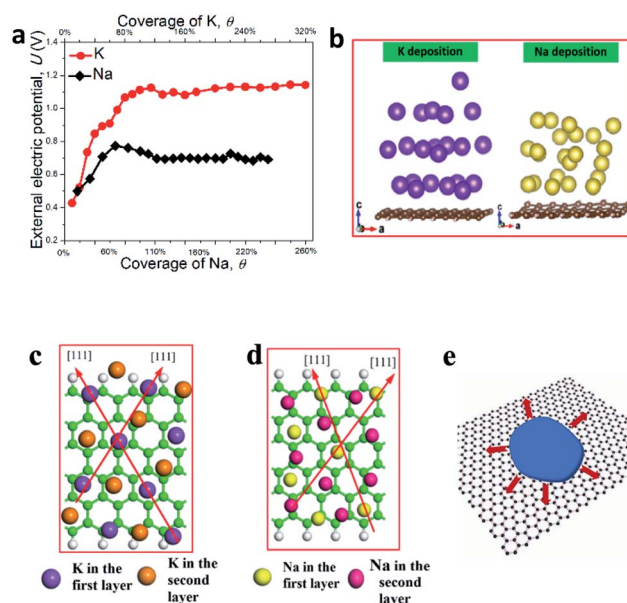 a
Coverage of K, θ
0% 80% 160% 240% 320%
External electric potential, U (V)
1.4
1.2
1.0
0.8
0.6
0.4
0.2
0.0
K
Na
0% 60% 160% 200% 260%
Coverage of Na, θ
b
K deposition
Na deposition
c
a
c
a
c
[111]
[111]
K in the
first layer
K in the
second
layer
d
[111]
[111]
Na in the
first layer
Na in the
second
layer
e